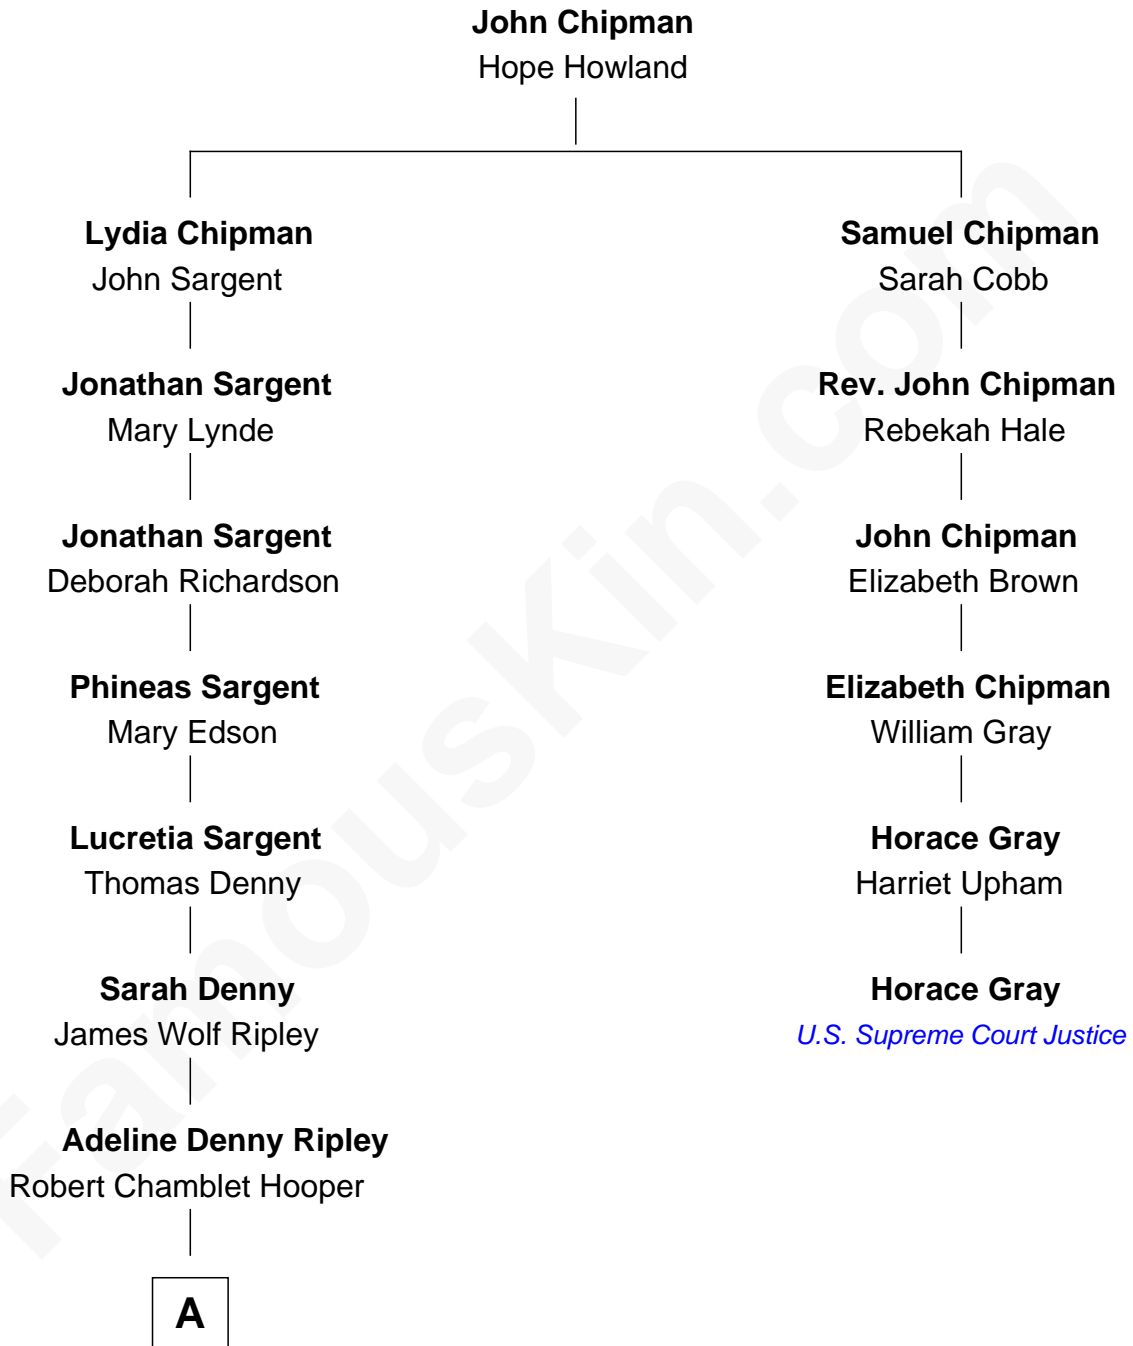 John Chipman
Hope Howland
Lydia Chipman
John Sargent
Samuel Chipman
Sarah Cobb
Jonathan Sargent
Mary Lynde
Rev. John Chipman
Rebekah Hale
Jonathan Sargent
Deborah Richardson
John Chipman
Elizabeth Brown
Phineas Sargent
Mary Edson
Elizabeth Chipman
William Gray
Lucretia Sargent
Thomas Denny
Horace Gray
Harriet Upham
Sarah Denny
James Wolf Ripley
Horace Gray
U.S. Supreme Court Justice
Adeline Denny Ripley
Robert Chamblet Hooper
A
FamousKin.com